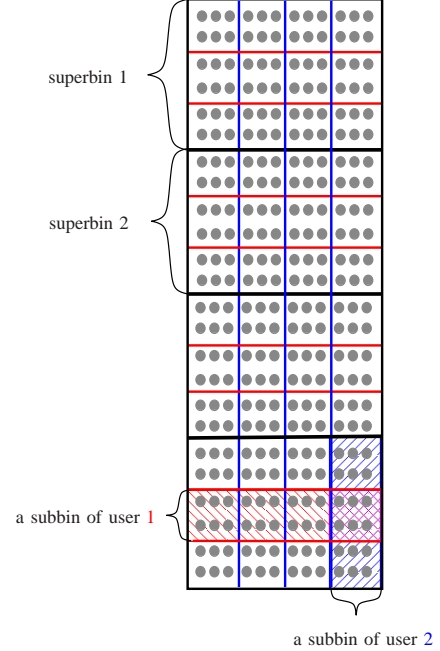 superbin 1
superbin 2
a subbin of user 1
a subbin of user 2